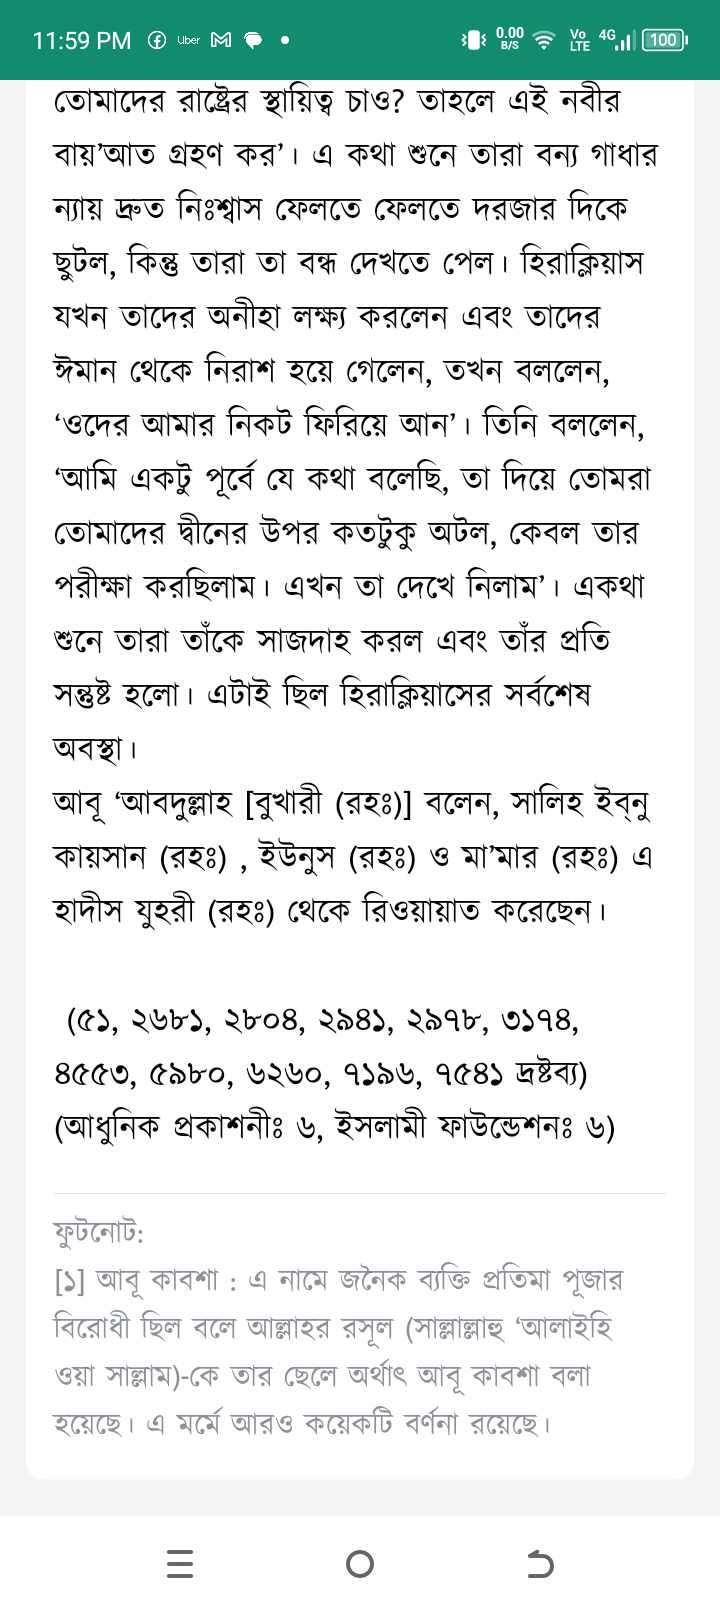 11:59 PM Uber 0.00 B/S Vo LTE 4G 100
তোমাদের রাষ্ট্রের স্থায়িত্ব চাও? তাহলে এই নবীর
বায়’আত গ্রহণ কর’। এ কথা শুনে তারা বন্য গাধার
ন্যায় দ্রুত নিঃশ্বাস ফেলতে ফেলতে দরজার দিকে
ছুটল, কিন্তু তারা তা বন্ধ দেখতে পেল। হিরাক্লিয়াস
যখন তাদের অনীহা লক্ষ্য করলেন এবং তাদের
ঈমান থেকে নিরাশ হয়ে গেলেন, তখন বললেন,
‘ওদের আমার নিকট ফিরিয়ে আন’। তিনি বললেন,
‘আমি একটু পূর্বে যে কথা বলেছি, তা দিয়ে তোমরা
তোমাদের দ্বীনের উপর কতটুকু অটল, কেবল তার
পরীক্ষা করছিলাম। এখন তা দেখে নিলাম’। একথা
শুনে তারা তাঁকে সাজদাহ করল এবং তাঁর প্রতি
সন্তুষ্ট হলো। এটাই ছিল হিরাক্লিয়াসের সর্বশেষ
অবস্থা।
আবূ ‘আবদুল্লাহ [বুখারী (রহঃ)] বলেন, সালিহ ইব্‌নু
কায়সান (রহঃ) , ইউনুস (রহঃ) ও মা’মার (রহঃ) এ
হাদীস যুহরী (রহঃ) থেকে রিওয়ায়াত করেছেন।
(৫১, ২৬৮১, ২৮০৪, ২৯৪১, ২৯৭৮, ৩১৭৪,
৪৫৫৩, ৫৯৮০, ৬২৬০, ৭১৯৬, ৭৫৪১ দ্রষ্টব্য)
(আধুনিক প্রকাশনীঃ ৬, ইসলামী ফাউন্ডেশনঃ ৬)
ফুটনোট:
[১] আবূ কাবশা : এ নামে জনৈক ব্যক্তি প্রতিমা পূজার
বিরোধী ছিল বলে আল্লাহর রসূল (সাল্লাল্লাহু ‘আলাইহি
ওয়া সাল্লাম)-কে তার ছেলে অর্থাৎ আবূ কাবশা বলা
হয়েছে। এ মর্মে আরও কয়েকটি বর্ণনা রয়েছে।